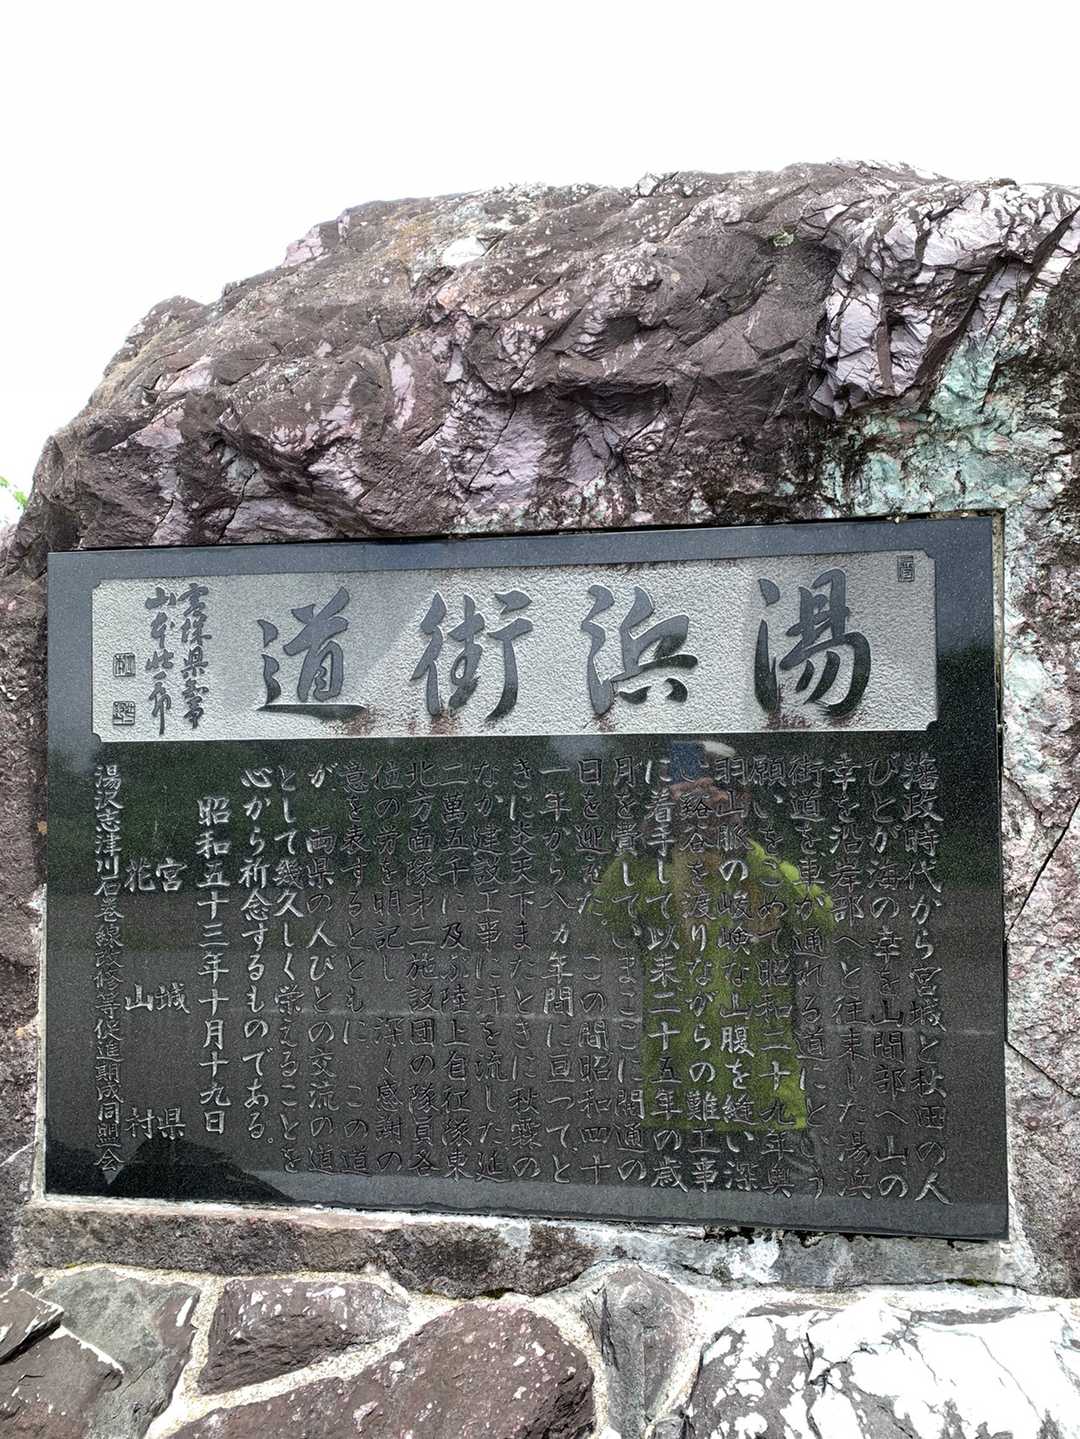 湯浜街道
宮城県知事
山本壮一郎
藩政時代から宮城と秋田の人
びとが海の幸を山間部へ山の
幸を沿岸部へと往来した湯浜
街道を車が通れる道にという
願いをこめて昭和二十九年奥
羽山脈の峻嶮な山腹を縫い深
い谿谷を渡りながらの難工事
に着手して以来二十五年の歳
月を費していまここに開通の
日を迎えた この間昭和四十
一年から八ヵ年間に亘ってと
きに炎天下またときに秋霖の
なか建設工事に汗を流した延
二萬五千に及ぶ陸上自衛隊東
北方面隊才二施設団の隊員各
位の労を明記し 深く感謝の
意を表するとともに この道
が 両県の人びとの交流の道
として幾久しく栄えることを
心から祈念するものである。
昭和五十三年十月十九日
宮城県
花山村
湯沢志津川石巻線改修等促進期成同盟会